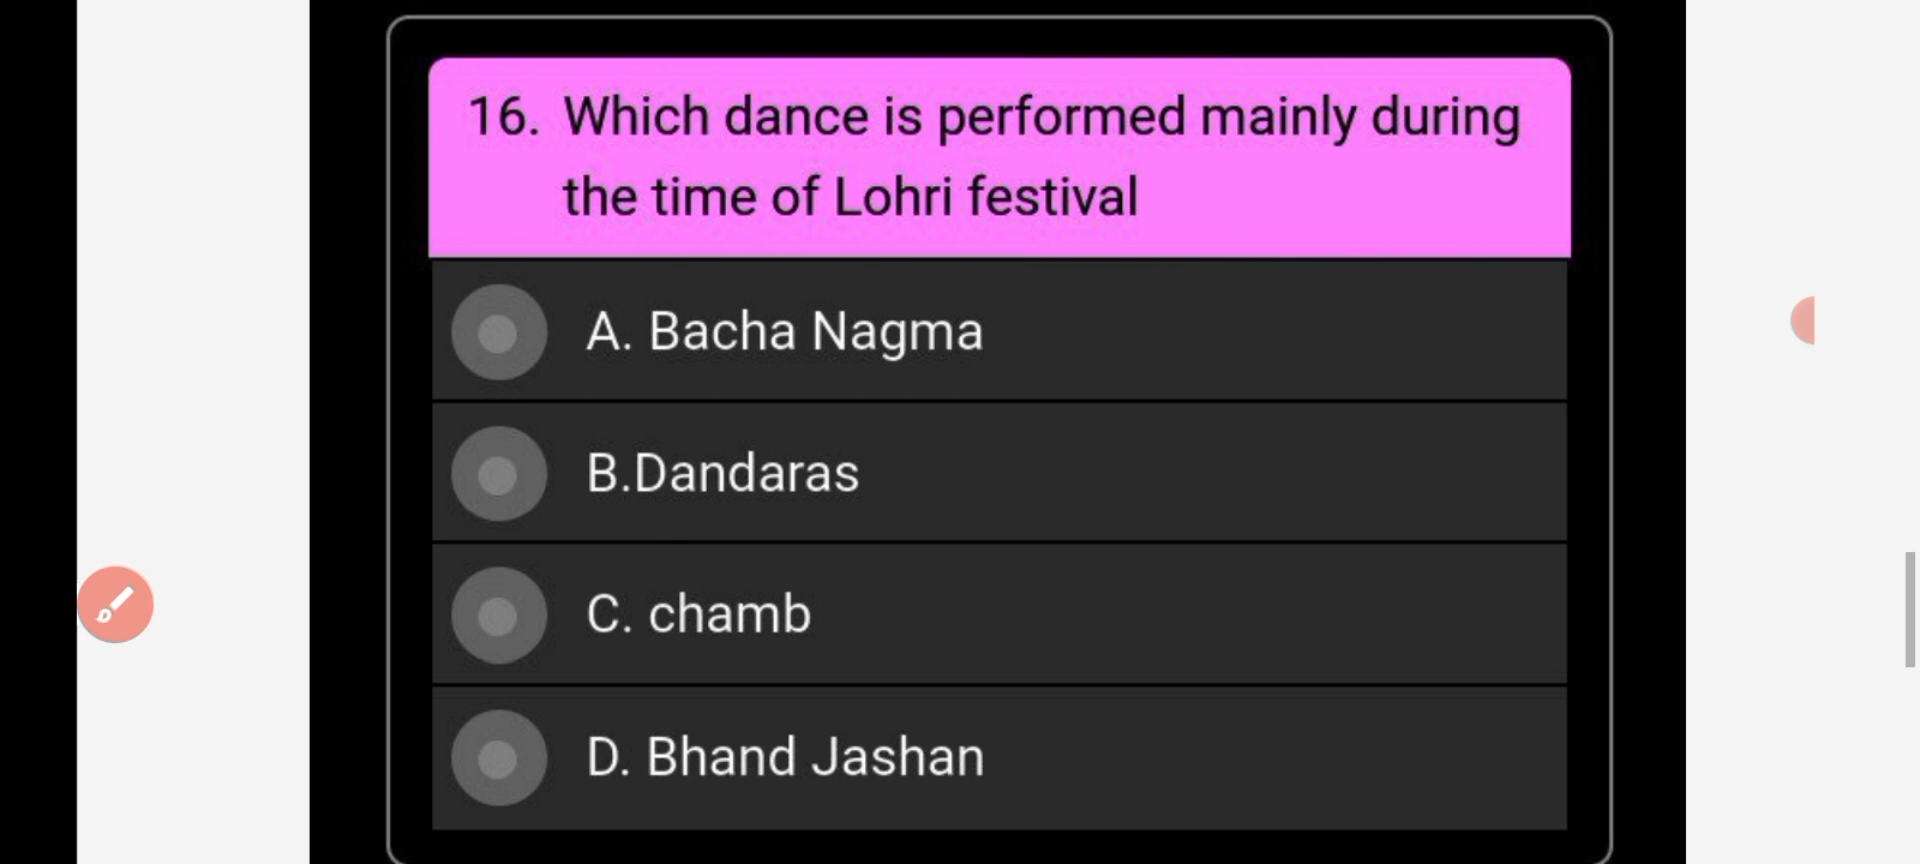 16. Which dance is performed mainly during
the time of Lohri festival
A. Bacha Nagma
B.Dandaras
C. chamb
D. Bhand Jashan